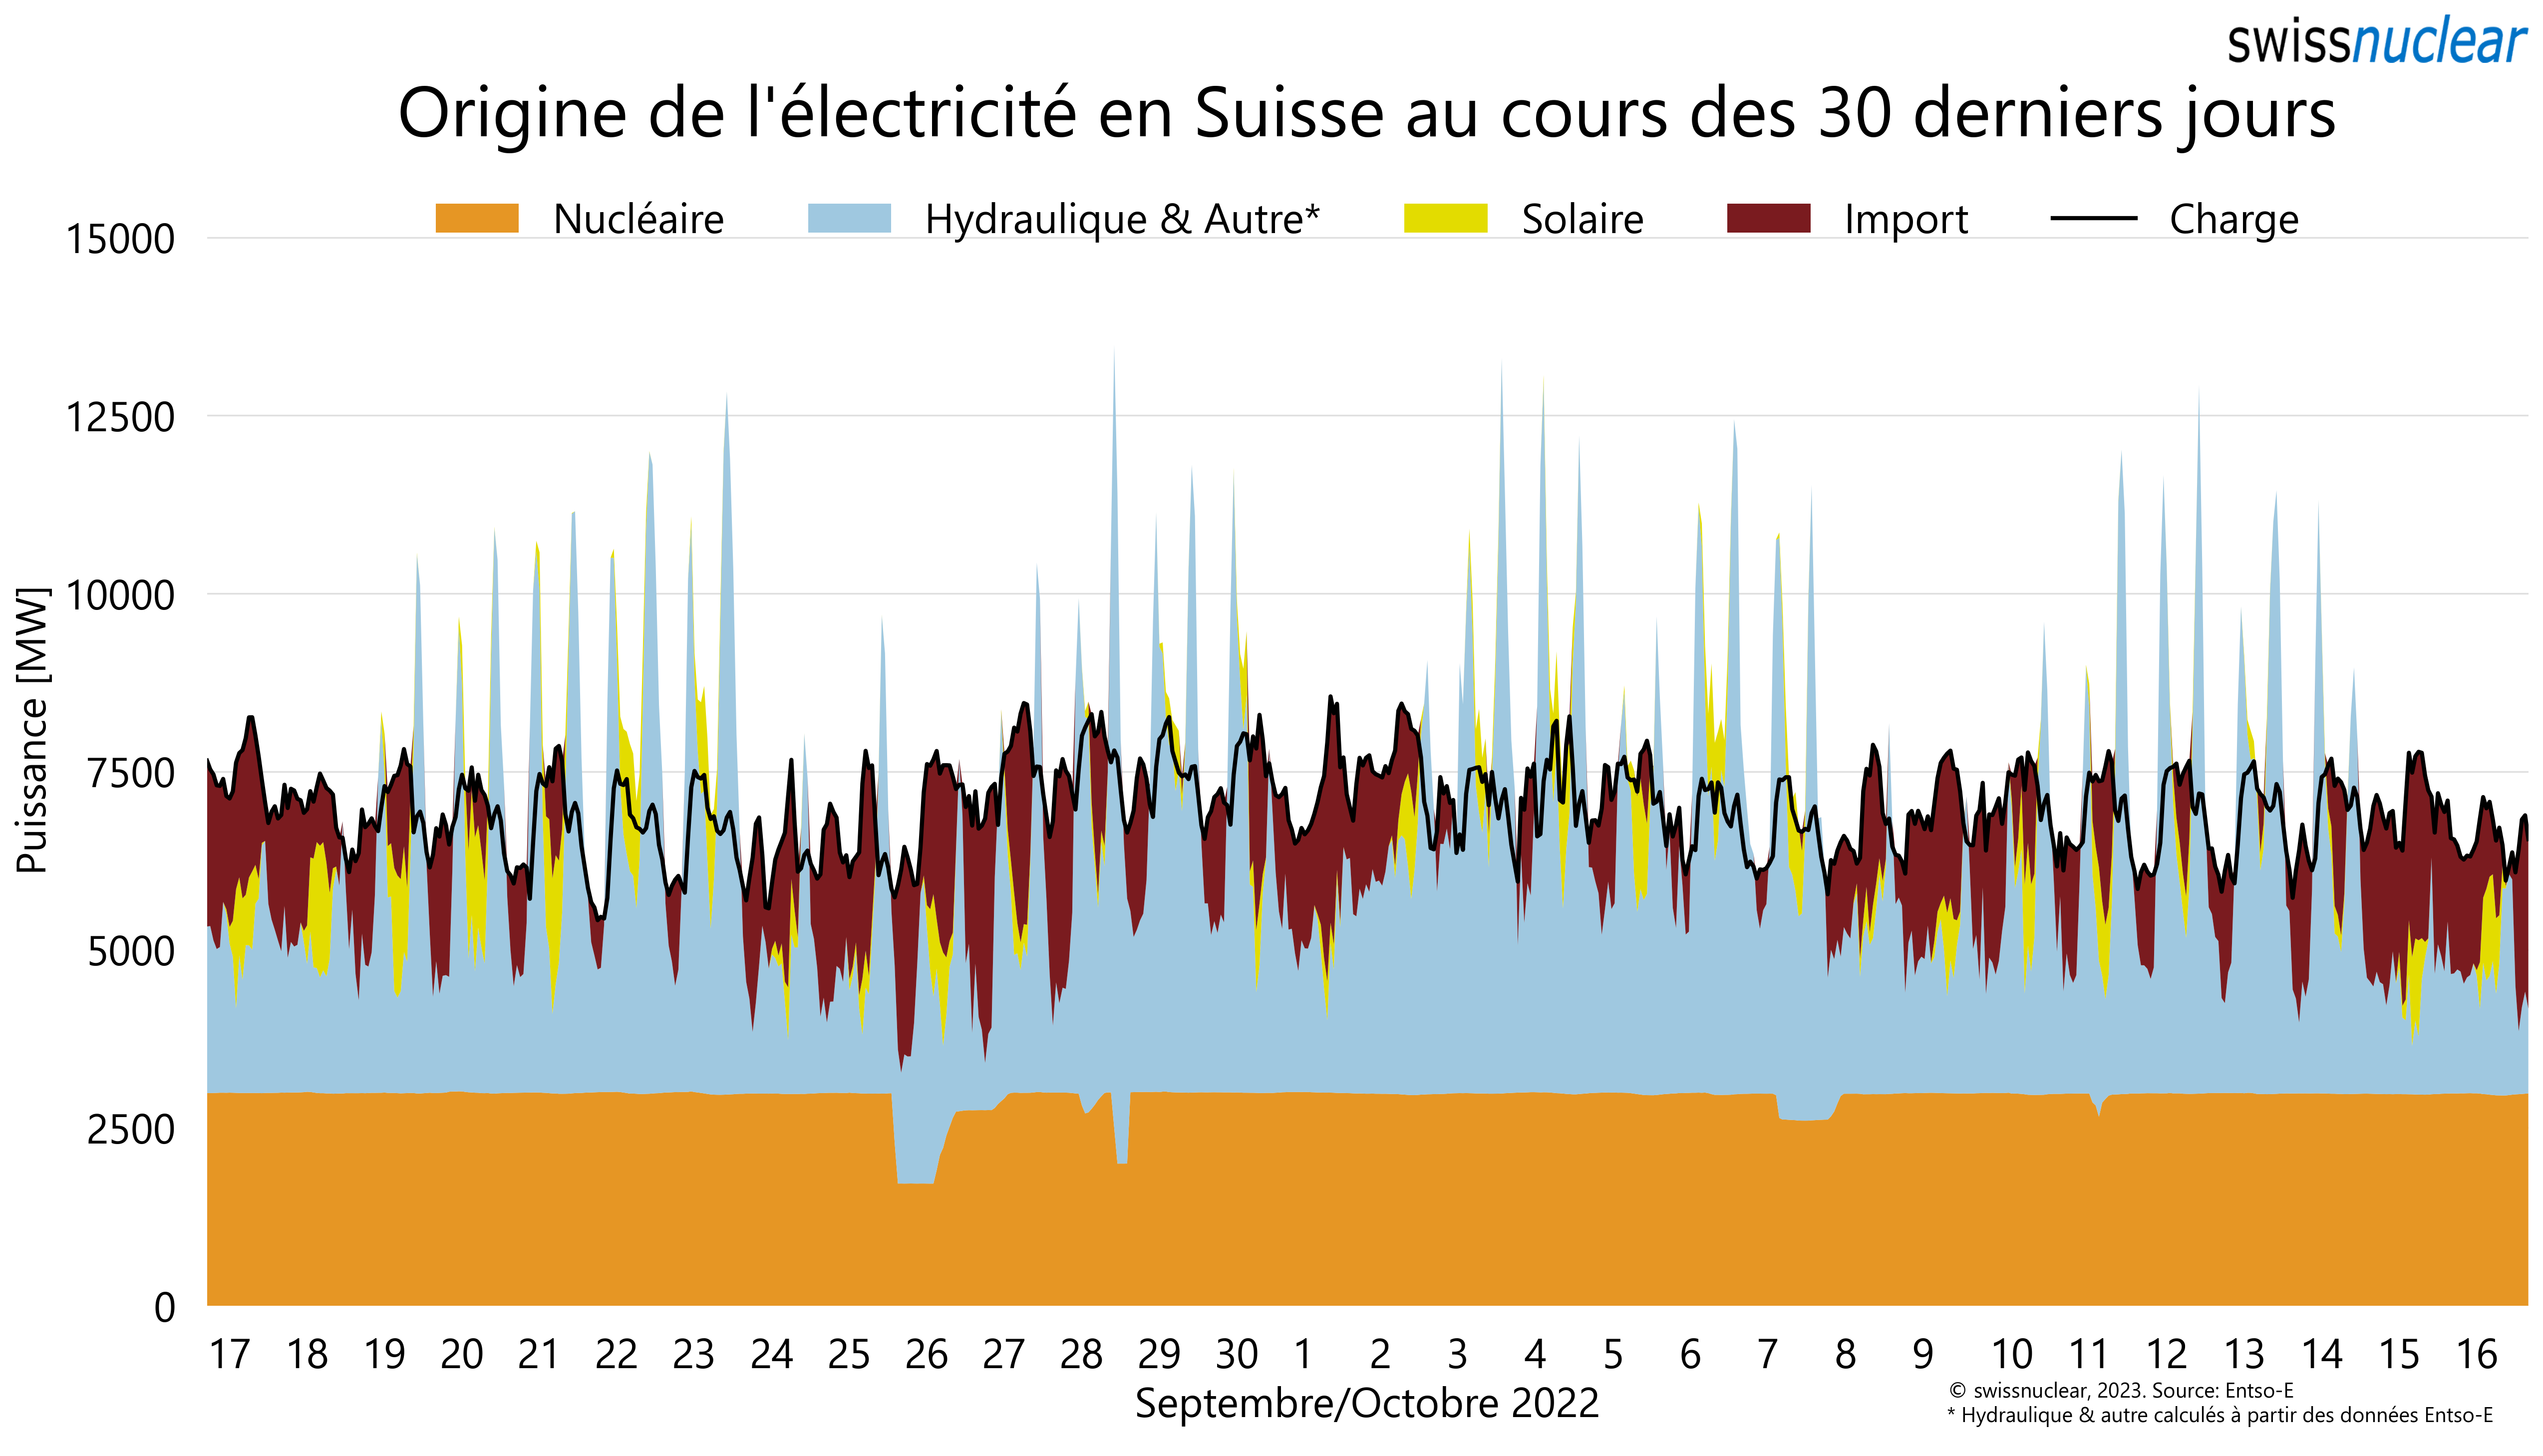 swissnuclear
Origine de l'électricité en Suisse au cours des 30 derniers jours
Nucléaire Hydraulique & Autre* Solaire Import Charge
15000
12500
10000
7500
5000
2500
0
Puissance [MW]
17 18 19 20 21 22 23 24 25 26 27 28 29 30 1 2 3 4 5 6 7 8 9 10 11 12 13 14 15 16
Septembre/Octobre 2022
© swissnuclear, 2023. Source: Entso-E
* Hydraulique & autre calculés à partir des données Entso-E